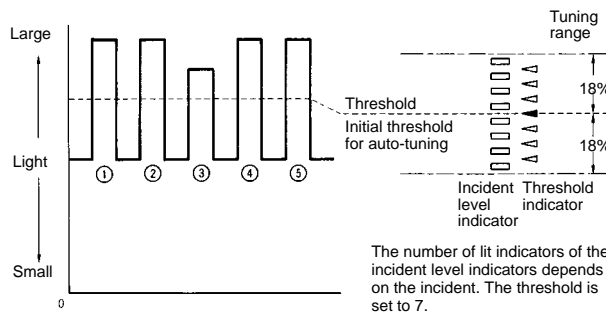 Large
Light
Small
0
1
2
3
4
5
Threshold
Initial threshold
for auto-tuning
Tuning
range
18%
18%
Incident
level
indicator
Threshold
indicator
The number of lit indicators of the
incident level indicators depends
on the incident. The threshold is
set to 7.